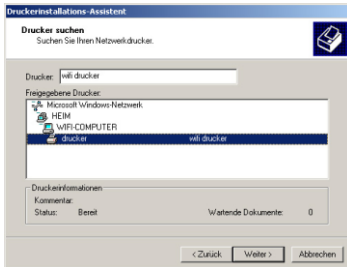 Druckerinstallations-Assistent
Drucker suchen
Suchen Sie Ihren Netzwerkdrucker.
Drucker: wifi drucker
Freigegebene Drucker:
Microsoft Windows-Netzwerk
HEIM
WIFI-COMPUTER
drucker wifi drucker
Druckerinformationen
Kommentar:
Status: Bereit Wartende Dokumente: 0
< Zurück Weiter > Abbrechen